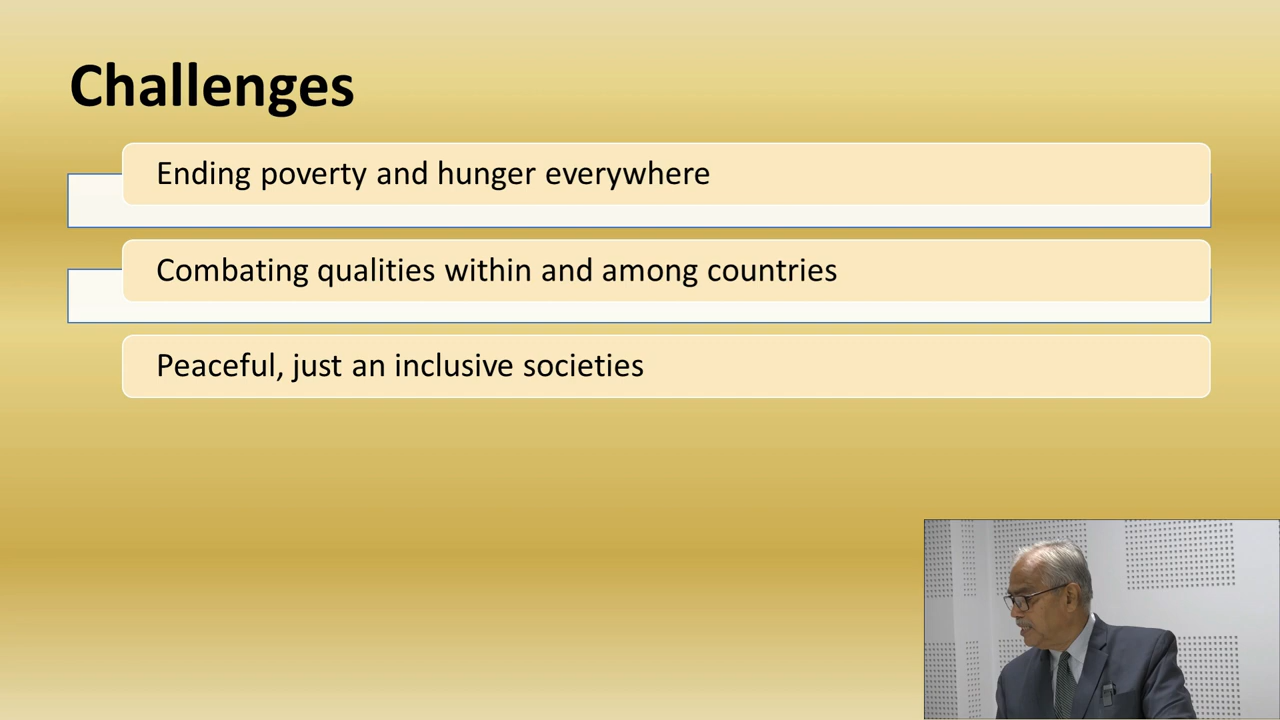 Challenges
Ending poverty and hunger everywhere
Combating qualities within and among countries
Peaceful, just an inclusive societies